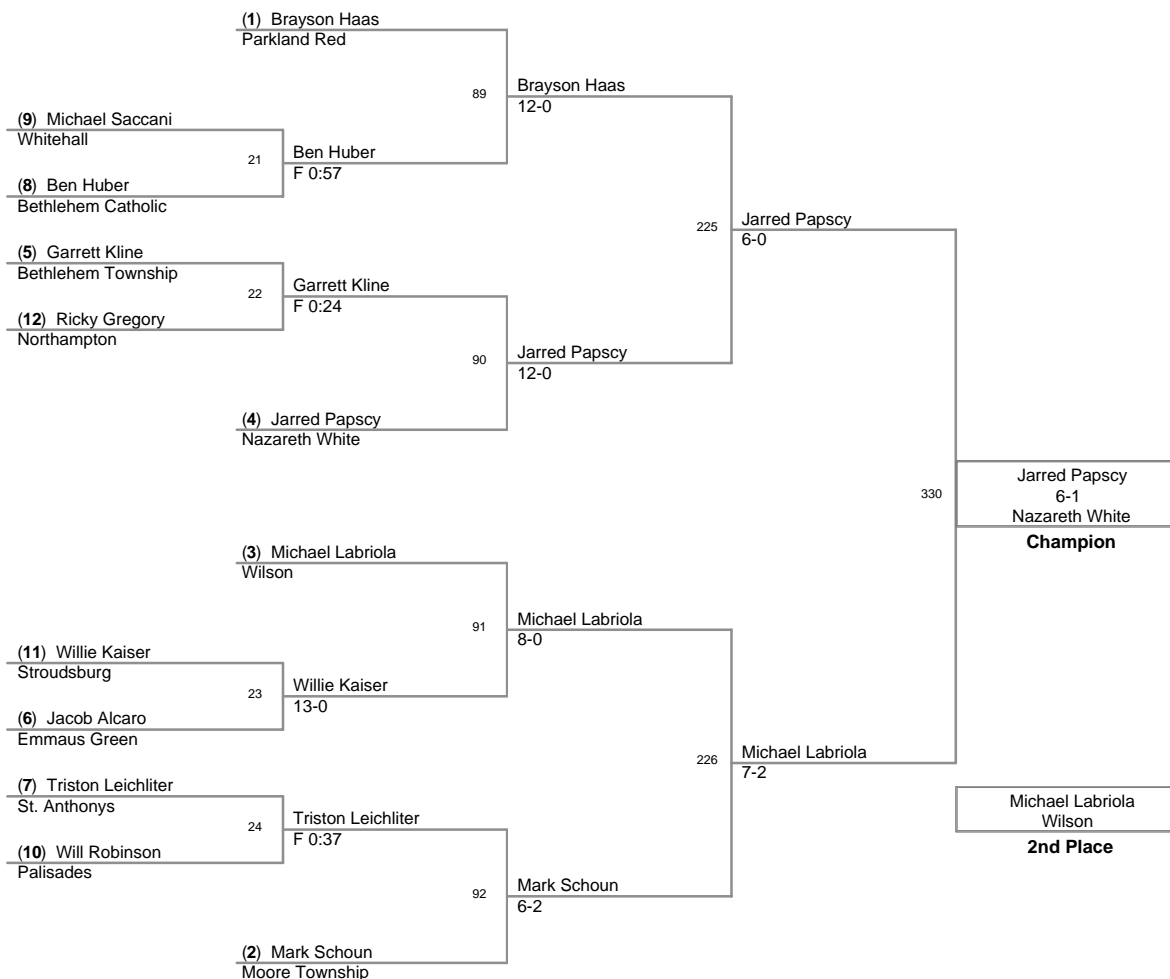 (1) Brayson Haas
Parkland Red
89
Brayson Haas
12-0
(9) Michael Saccani
Whitehall
21
Ben Huber
F 0:57
(8) Ben Huber
Bethlehem Catholic
225
Jarred Papscy
6-0
(5) Garrett Kline
Bethlehem Township
22
Garrett Kline
F 0:24
(12) Ricky Gregory
Northampton
90
Jarred Papscy
12-0
(4) Jarred Papscy
Nazareth White
330
Jarred Papscy
6-1
Nazareth White
Champion
(3) Michael Labriola
Wilson
91
Michael Labriola
8-0
(11) Willie Kaiser
Stroudsburg
23
Willie Kaiser
13-0
(6) Jacob Alcaro
Emmaus Green
226
Michael Labriola
7-2
(7) Triston Leichliter
St. Anthonys
24
Triston Leichliter
F 0:37
(10) Will Robinson
Palisades
92
Mark Schoun
6-2
(2) Mark Schoun
Moore Township
Michael Labriola
Wilson
2nd Place